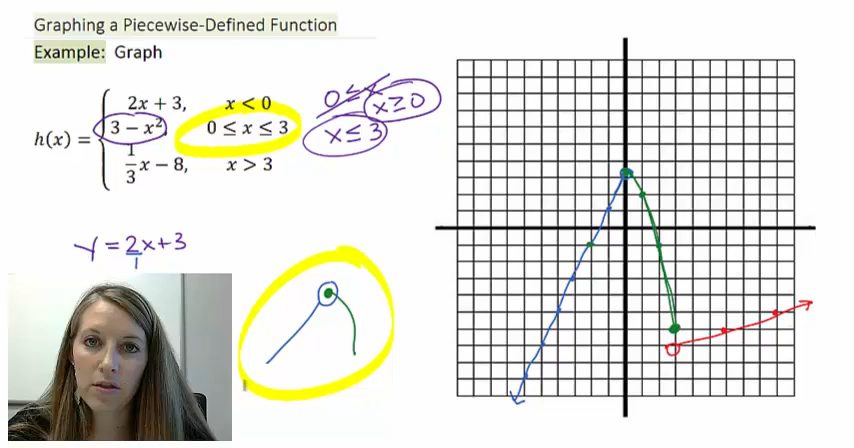 Graphing a Piecewise-Defined Function
Example: Graph
h(x) = { 2x + 3, x < 0
3 − x², 0 ≤ x ≤ 3
1/3 x − 8, x > 3
0 ≤ x
x ≥ 0
x ≤ 3
y = 2/1 x + 3